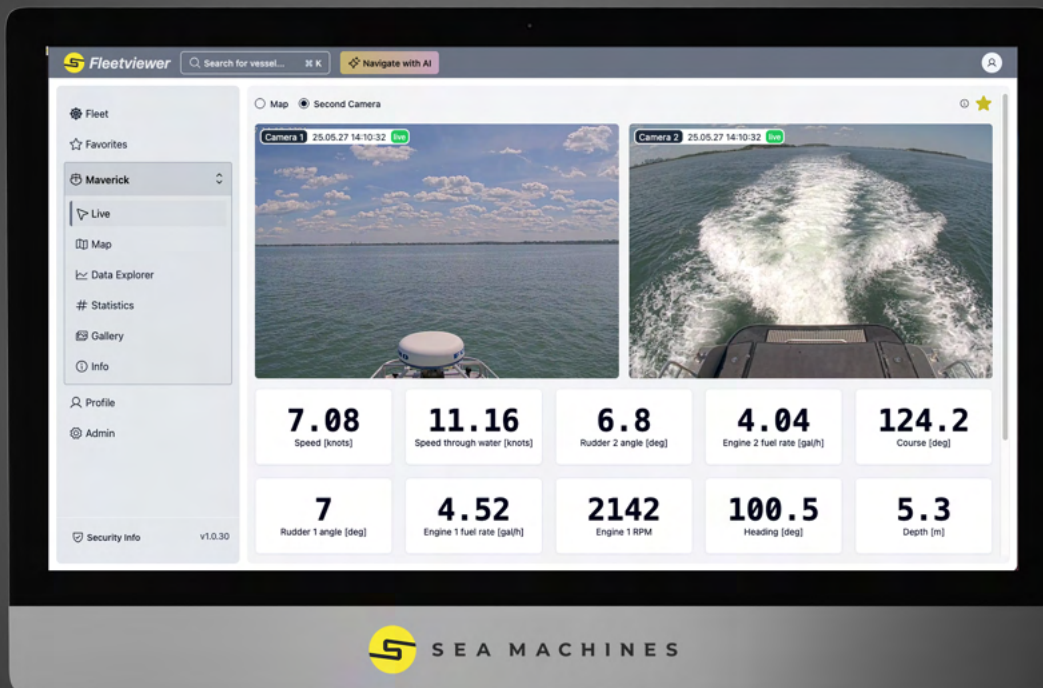 Fleetviewer
Search for vessel... ⌘ K
Navigate with AI
Fleet
Favorites
Maverick
Live
Map
Data Explorer
Statistics
Gallery
Info
Profile
Admin
Security Info v1.0.30
Map Second Camera
Camera 1 25.05.27 14:10:32 live
Camera 2 25.05.27 14:10:32 live
7.08
Speed [knots]
11.16
Speed through water [knots]
6.8
Rudder 2 angle [deg]
4.04
Engine 2 fuel rate [gal/h]
124.2
Course [deg]
7
Rudder 1 angle [deg]
4.52
Engine 1 fuel rate [gal/h]
2142
Engine 1 RPM
100.5
Heading [deg]
5.3
Depth [m]
SEA MACHINES